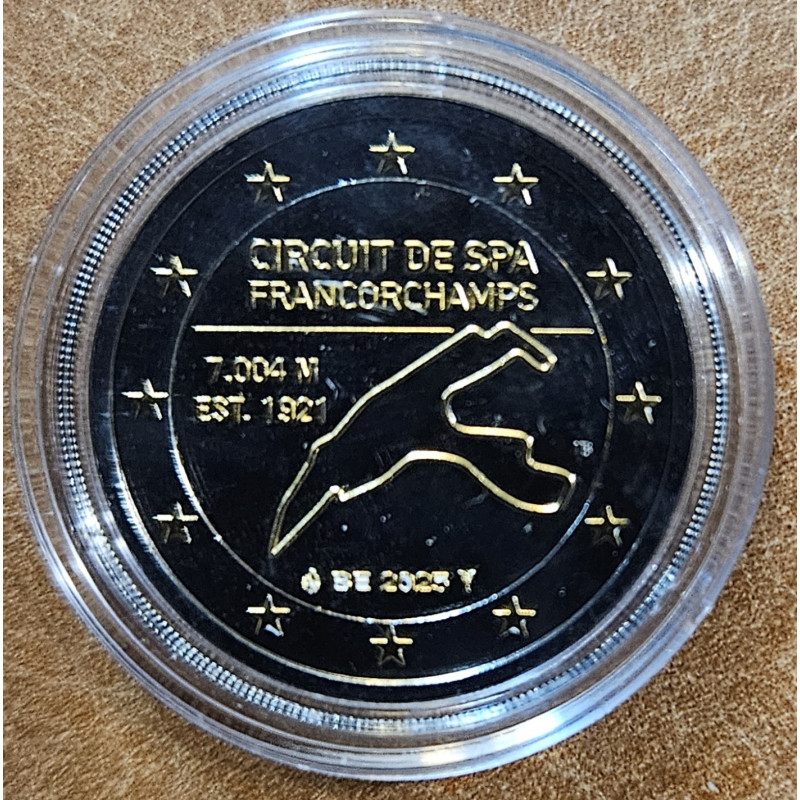 CIRCUIT DE SPA
FRANCORCHAMPS
7.004 M
EST. 1921
BE 2025 Y